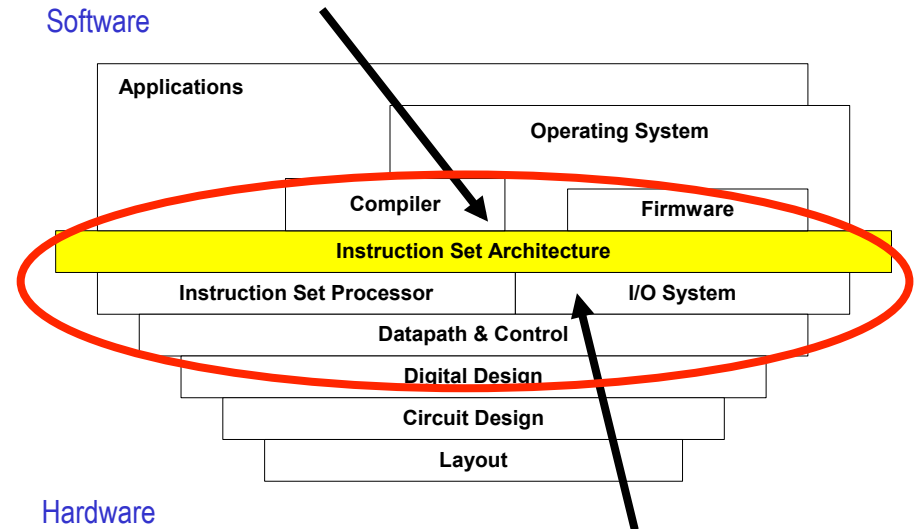 Software
Applications
Operating System
Compiler
Firmware
Instruction Set Architecture
Instruction Set Processor
I/O System
Datapath & Control
Digital Design
Circuit Design
Layout
Hardware